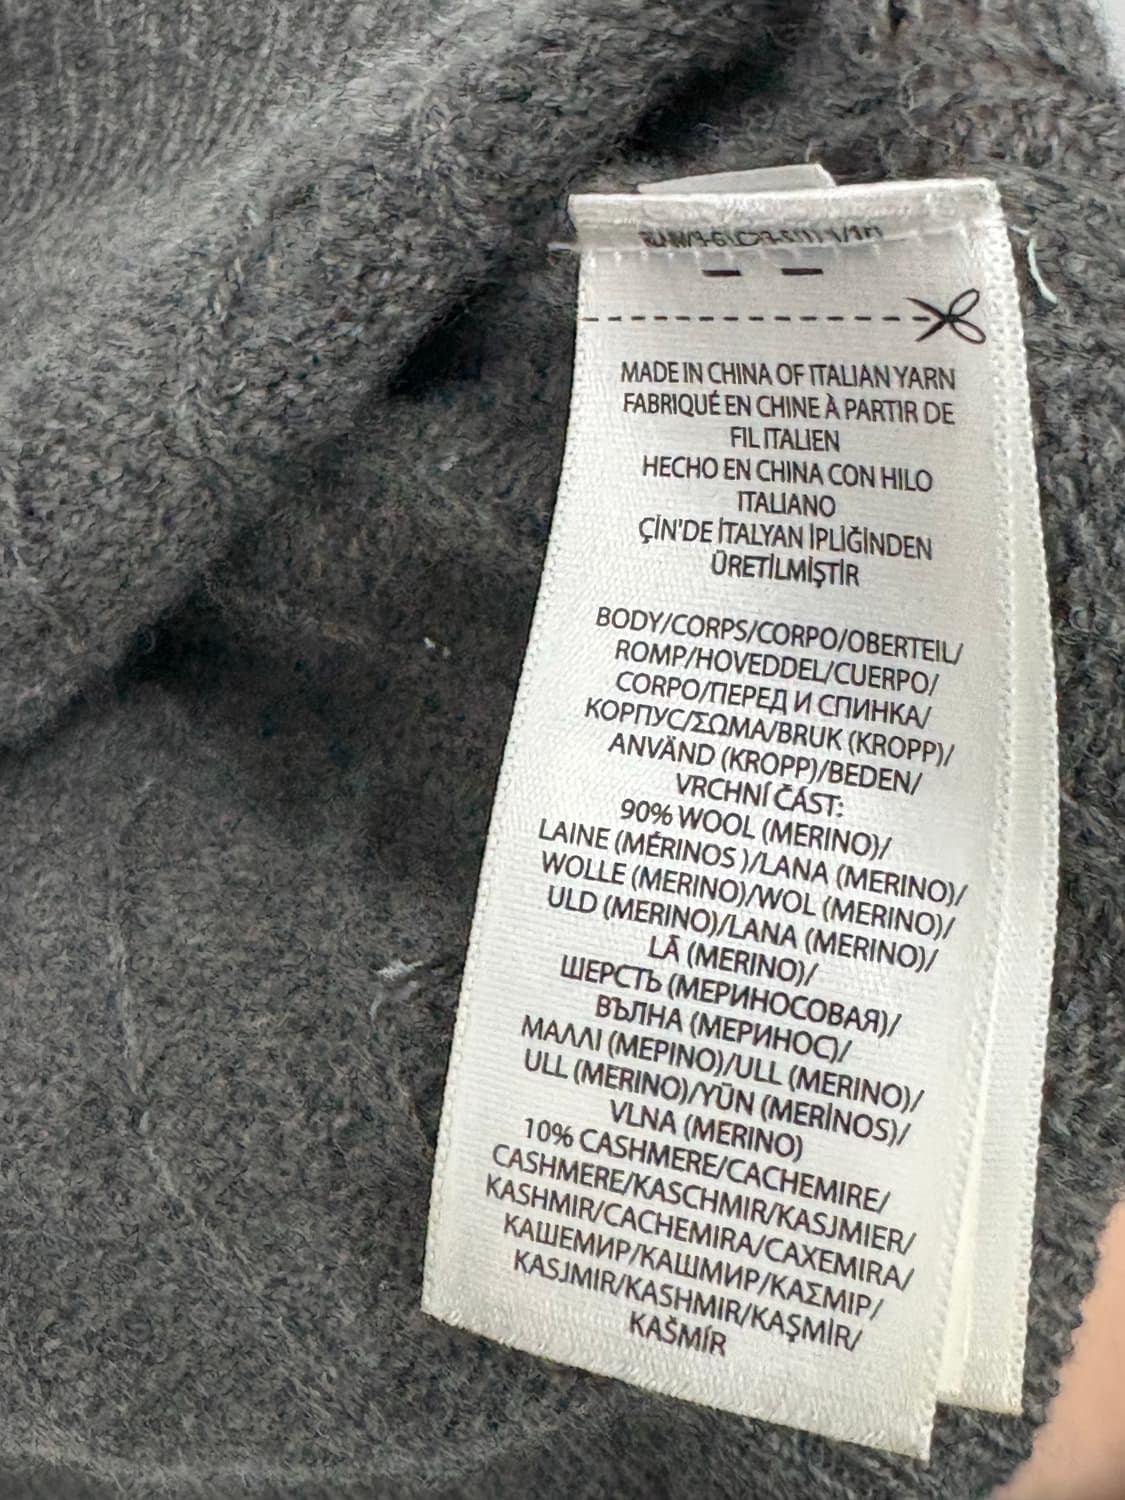 MADE IN CHINA OF ITALIAN YARN
FABRIQUÉ EN CHINE À PARTIR DE
FIL ITALIEN
HECHO EN CHINA CON HILO
ITALIANO
ÇİN'DE İTALYAN İPLİĞİNDEN
ÜRETİLMİŞTİR
BODY/CORPS/CORPO/OBERTEIL/
ROMP/HOVEDDEL/CUERPO/
CORPO/ПЕРЕД И СПИНКА/
КОРПУС/ΣΩΜΑ/BRUK (KROPP)/
ANVÄND (KROPP)/BEDEN/
VRCHNÍ ČÁST:
90% WOOL (MERINO)/
LAINE (MÉRINOS )/LANA (MERINO)/
WOLLE (MERINO)/WOL (MERINO)/
ULD (MERINO)/LANA (MERINO)/
LÃ (MERINO)/
ШЕРСТЬ (МЕРИНОСОВАЯ)/
ВЪЛНА (МЕРИНОС)/
ΜΑΛΛΙ (ΜΕΡΙΝΟ)/ULL (MERINO)/
ULL (MERINO)/YÜN (MERİNOS)/
VLNA (MERINO)
10% CASHMERE/CACHEMIRE/
CASHMERE/KASCHMIR/KASJMIER/
KASHMIR/CACHEMIRA/CAXEMIRA/
КАШЕМИР/КАШМИР/ΚΑΣΜΙΡ/
KASJMIR/KASHMIR/KAŞMİR/
KAŠMÍR